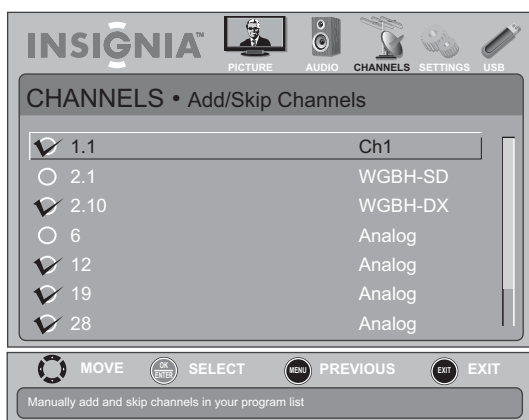 INSIGNIA™
PICTURE AUDIO CHANNELS SETTINGS USB
CHANNELS • Add/Skip Channels
1.1 Ch1
2.1 WGBH-SD
2.10 WGBH-DX
6 Analog
12 Analog
19 Analog
28 Analog
MOVE OK ENTER SELECT MENU PREVIOUS EXIT EXIT
Manually add and skip channels in your program list